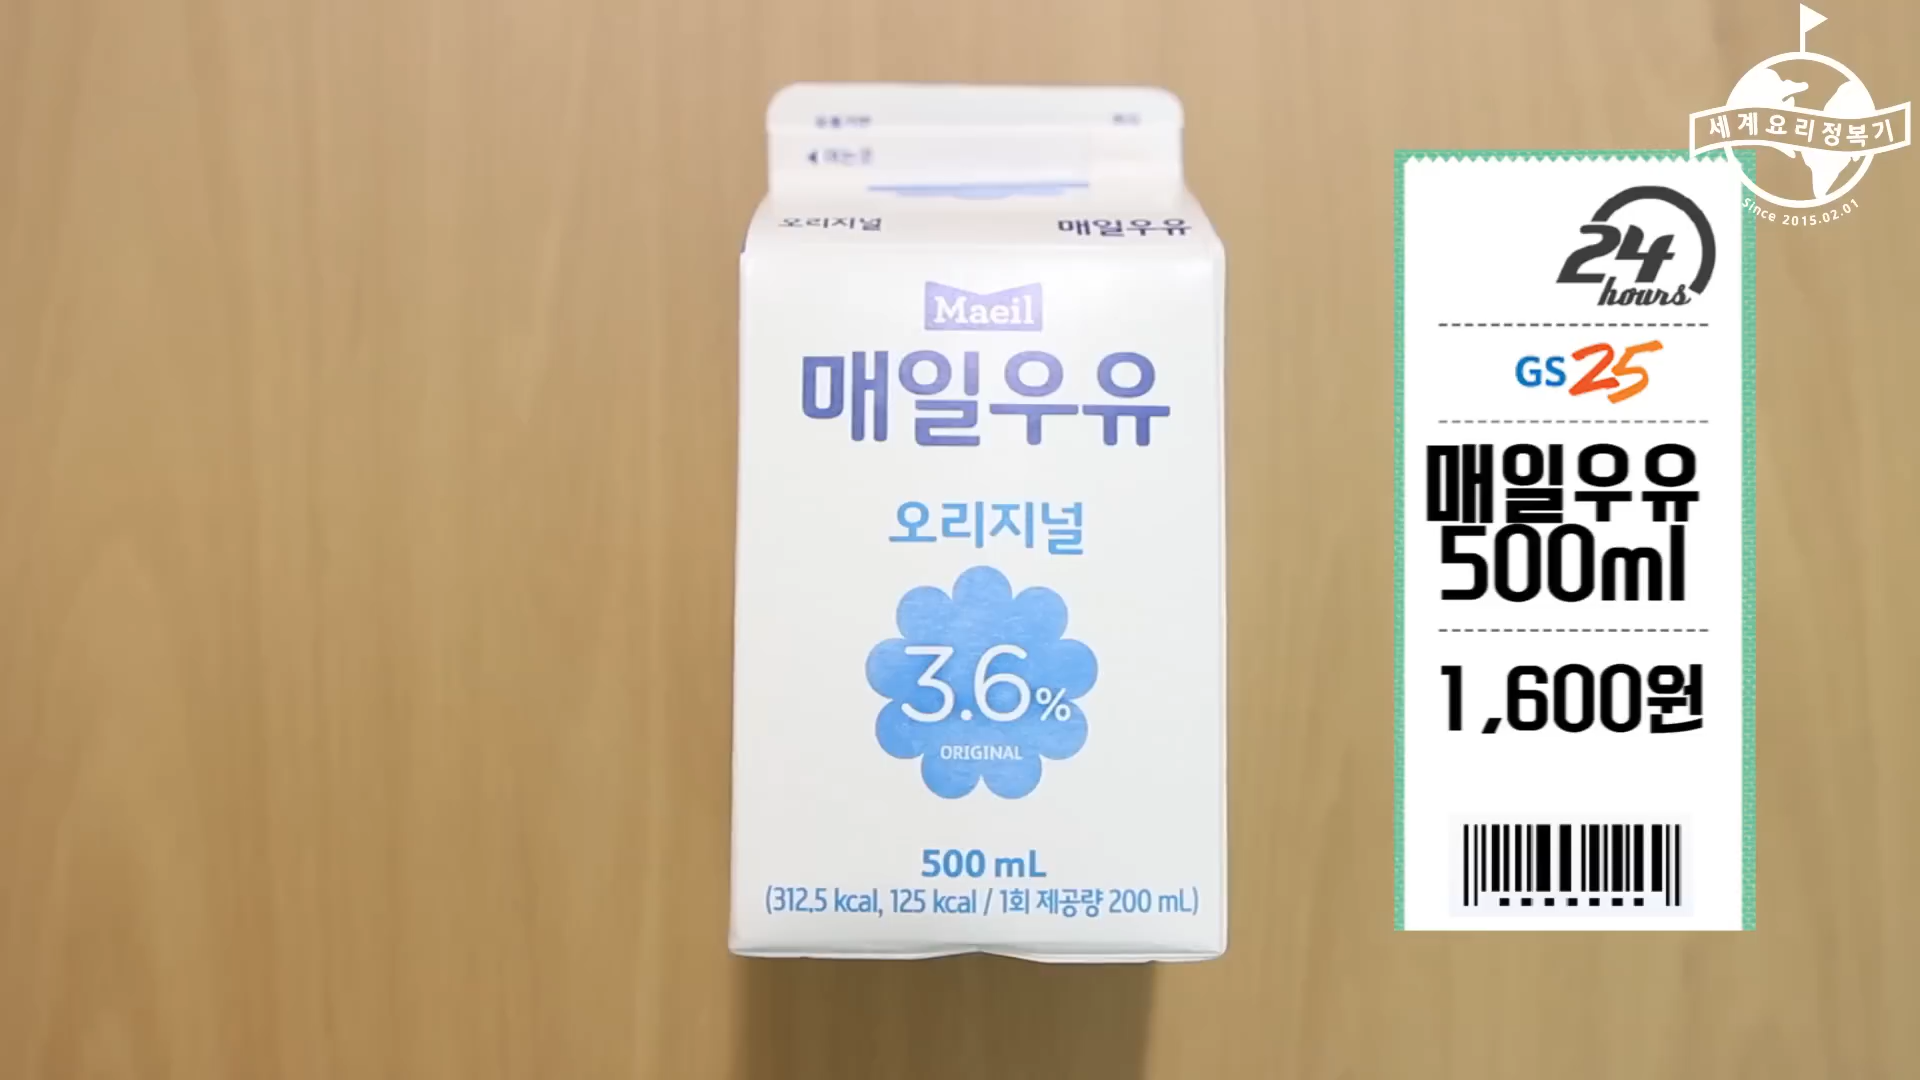 오리지널 매일우유
Maeil
매일우유
오리지널
3.6%
ORIGINAL
500 mL
(312.5 kcal, 125 kcal / 1회 제공량 200 mL)
세계요리정복기
Since 2015.02.01
24
hours
GS25
매일우유
500ml
1,600원